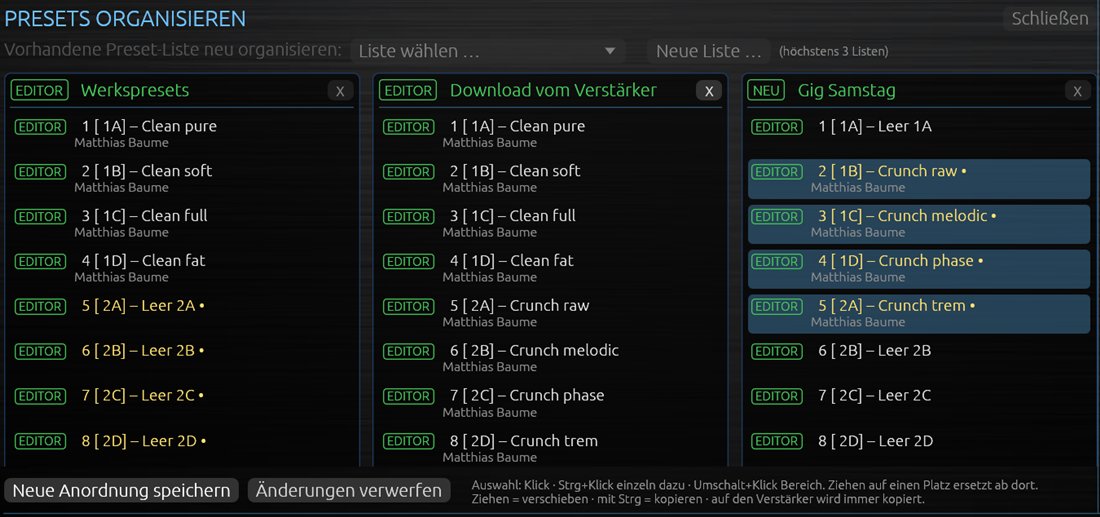 PRESETS ORGANISIEREN
Schließen
Vorhandene Preset-Liste neu organisieren:
Liste wählen ...
Neue Liste ...
(höchstens 3 Listen)
EDITOR Werkspresets X
EDITOR 1 [ 1A] – Clean pure
Matthias Baume
EDITOR 2 [ 1B] – Clean soft
Matthias Baume
EDITOR 3 [ 1C] – Clean full
Matthias Baume
EDITOR 4 [ 1D] – Clean fat
Matthias Baume
EDITOR 5 [ 2A] – Leer 2A •
EDITOR 6 [ 2B] – Leer 2B •
EDITOR 7 [ 2C] – Leer 2C •
EDITOR 8 [ 2D] – Leer 2D •
EDITOR Download vom Verstärker X
EDITOR 1 [ 1A] – Clean pure
Matthias Baume
EDITOR 2 [ 1B] – Clean soft
Matthias Baume
EDITOR 3 [ 1C] – Clean full
Matthias Baume
EDITOR 4 [ 1D] – Clean fat
Matthias Baume
EDITOR 5 [ 2A] – Crunch raw
Matthias Baume
EDITOR 6 [ 2B] – Crunch melodic
Matthias Baume
EDITOR 7 [ 2C] – Crunch phase
Matthias Baume
EDITOR 8 [ 2D] – Crunch trem
Matthias Baume
NEU Gig Samstag X
EDITOR 1 [ 1A] – Leer 1A
EDITOR 2 [ 1B] – Crunch raw •
Matthias Baume
EDITOR 3 [ 1C] – Crunch melodic •
Matthias Baume
EDITOR 4 [ 1D] – Crunch phase •
Matthias Baume
EDITOR 5 [ 2A] – Crunch trem •
Matthias Baume
EDITOR 6 [ 2B] – Leer 2B
EDITOR 7 [ 2C] – Leer 2C
EDITOR 8 [ 2D] – Leer 2D
Neue Anordnung speichern
Änderungen verwerfen
Auswahl: Klick · Strg+Klick einzeln dazu · Umschalt+Klick Bereich. Ziehen auf einen Platz ersetzt ab dort.
Ziehen = verschieben · mit Strg = kopieren · auf den Verstärker wird immer kopiert.